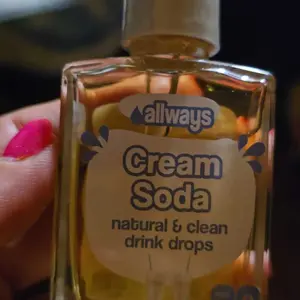 allways
Cream
Soda
natural & clean
drink drops